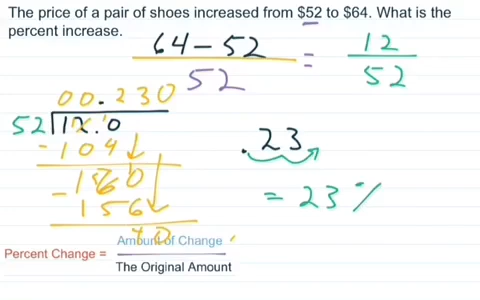 The price of a pair of shoes increased from $52 to $64. What is the
percent increase.
64 - 52
52
=
12
52
00.230
52 12.0
-104
-160
156
40
.23
= 23%
Percent Change =
Amount of Change
The Original Amount